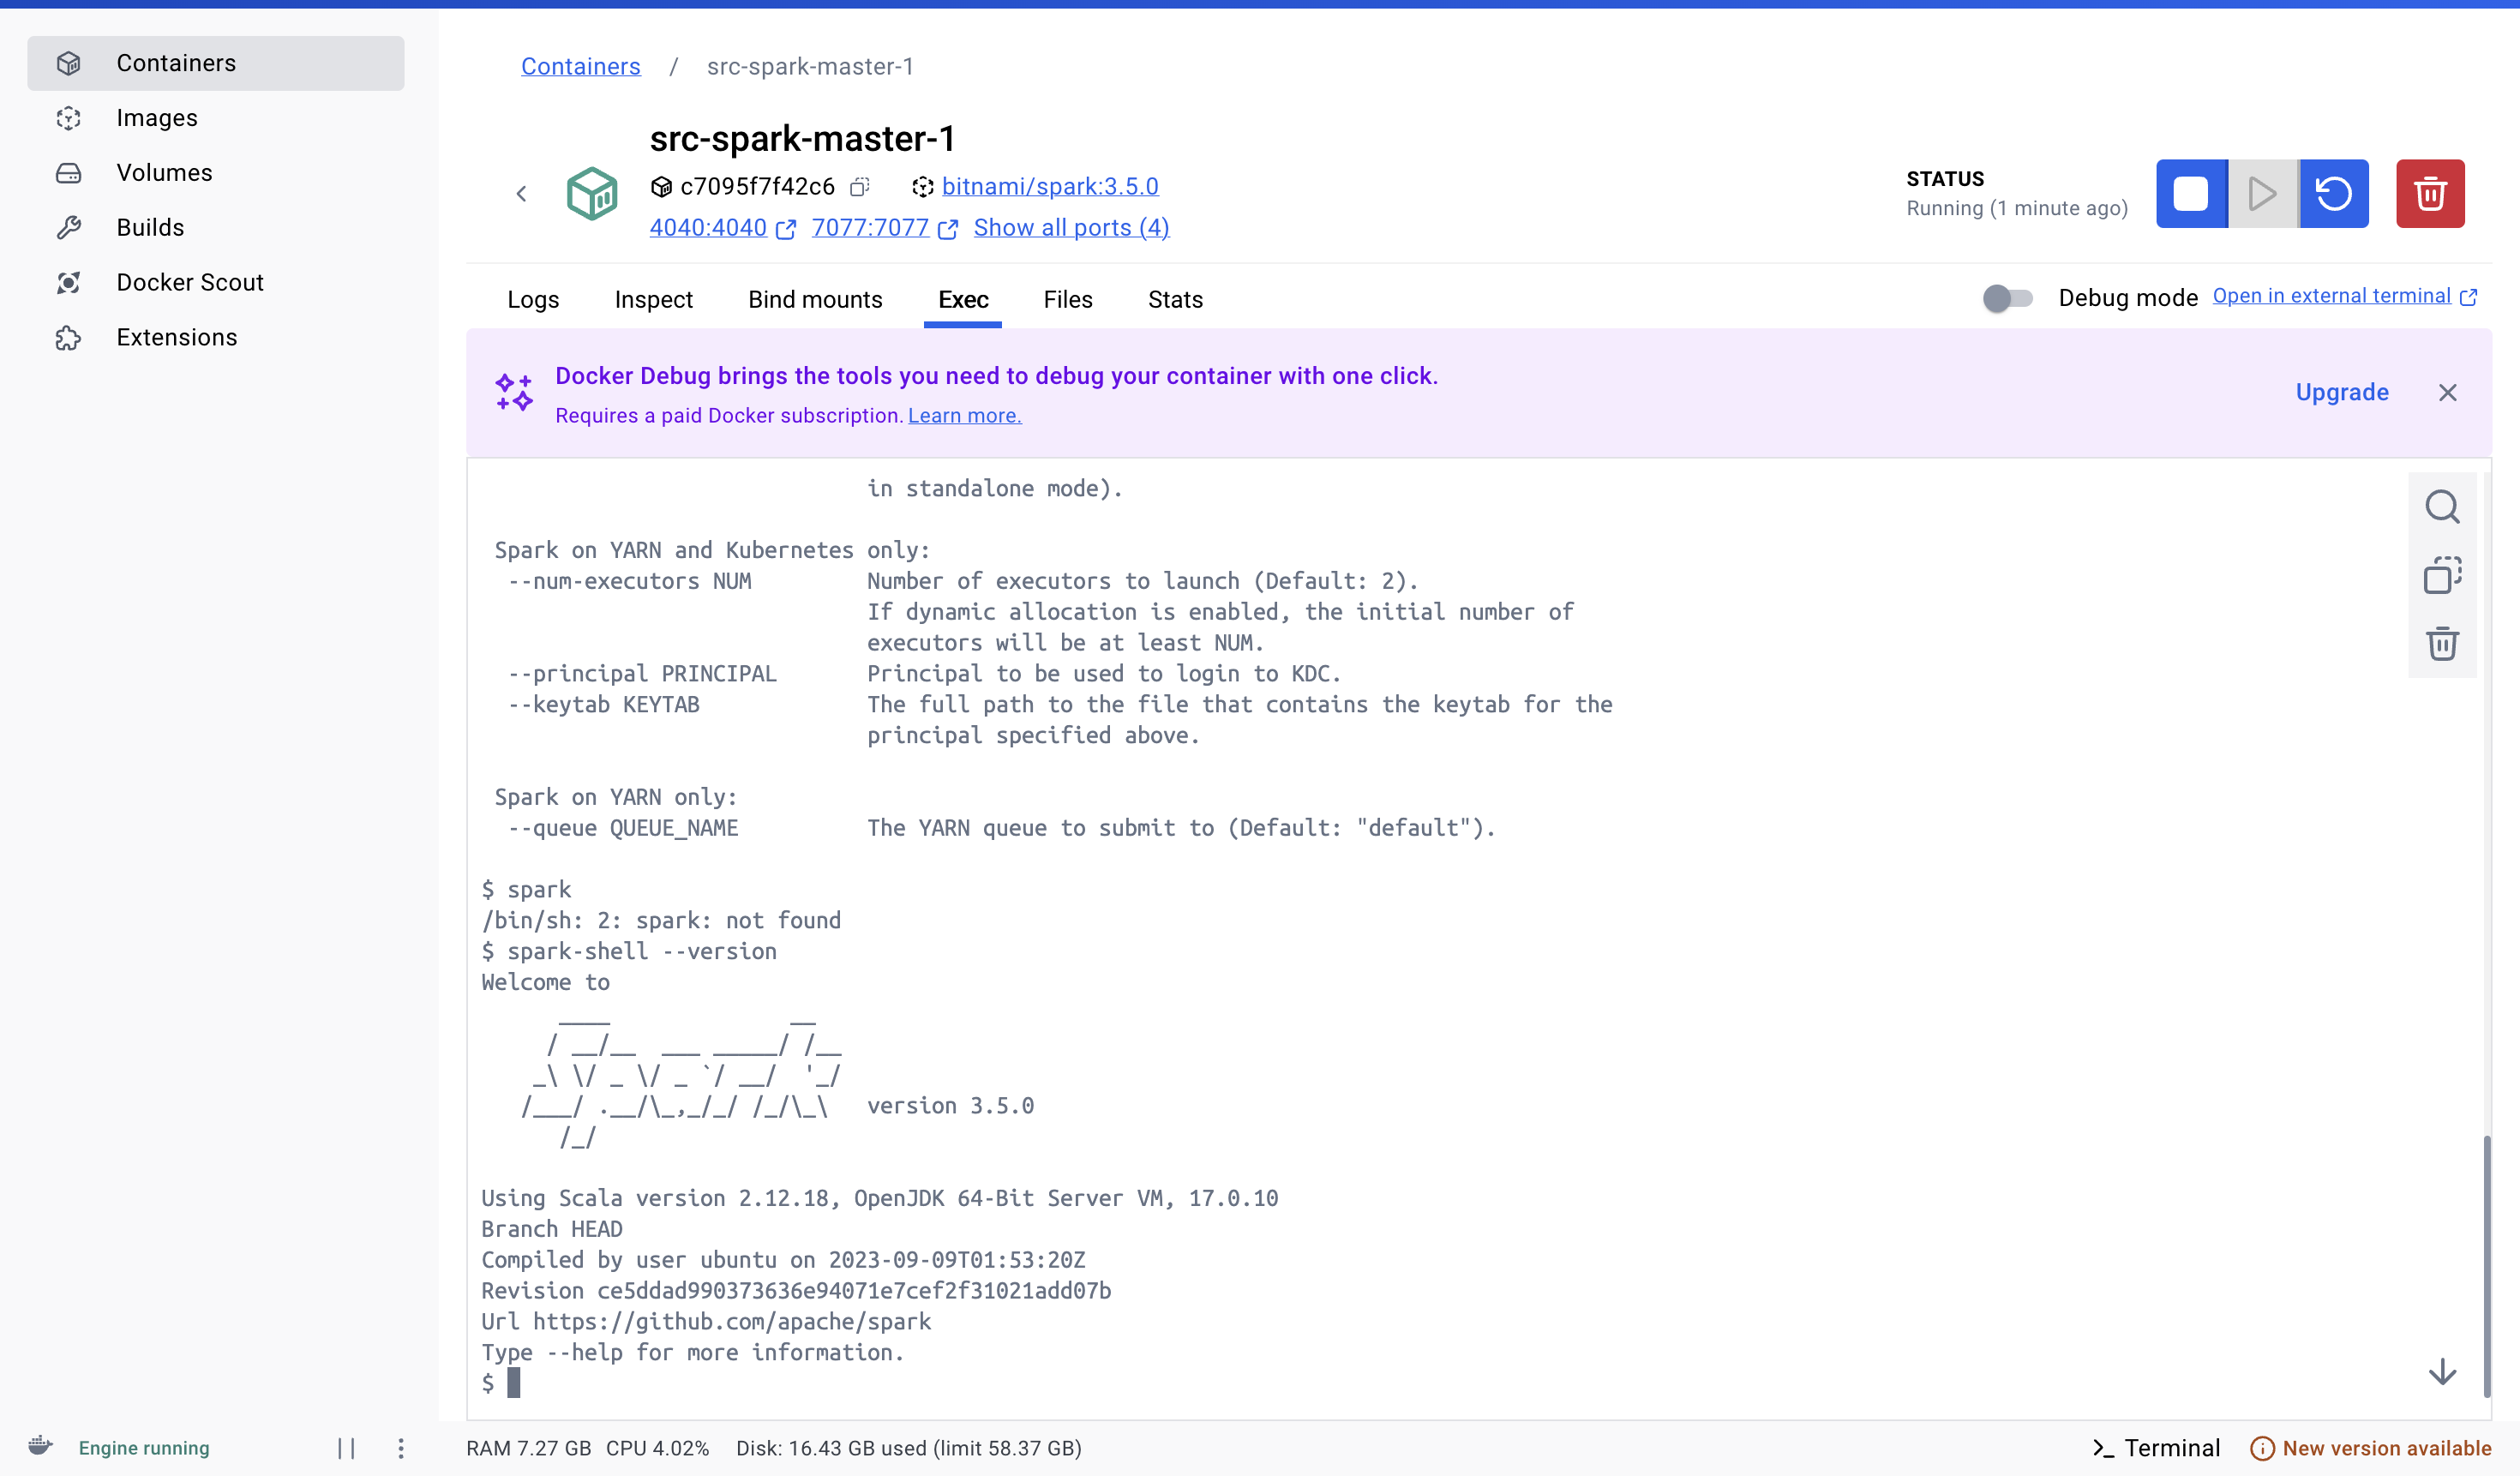 Containers
Images
Volumes
Builds
Docker Scout
Extensions
Containers / src-spark-master-1
src-spark-master-1
c7095f7f42c6 bitnami/spark:3.5.0
4040:4040 7077:7077 Show all ports (4)
STATUS
Running (1 minute ago)
Logs Inspect Bind mounts Exec Files Stats
Debug mode Open in external terminal
Docker Debug brings the tools you need to debug your container with one click.
Requires a paid Docker subscription. Learn more.
Upgrade
in standalone mode).
Spark on YARN and Kubernetes only:
--num-executors NUM Number of executors to launch (Default: 2).
If dynamic allocation is enabled, the initial number of
executors will be at least NUM.
--principal PRINCIPAL Principal to be used to login to KDC.
--keytab KEYTAB The full path to the file that contains the keytab for the
principal specified above.
Spark on YARN only:
--queue QUEUE_NAME The YARN queue to submit to (Default: "default").
$ spark
/bin/sh: 2: spark: not found
$ spark-shell --version
Welcome to
      ____              __
     / __/__  ___ _____/ /__
    _\ \/ _ \/ _ `/ __/  '_/
   /___/ .__/\_,_/_/ /_/\_\   version 3.5.0
      /_/
Using Scala version 2.12.18, OpenJDK 64-Bit Server VM, 17.0.10
Branch HEAD
Compiled by user ubuntu on 2023-09-09T01:53:20Z
Revision ce5ddad990373636e94071e7cef2f31021add07b
Url https://github.com/apache/spark
Type --help for more information.
$
Engine running
RAM 7.27 GB CPU 4.02% Disk: 16.43 GB used (limit 58.37 GB)
Terminal
New version available